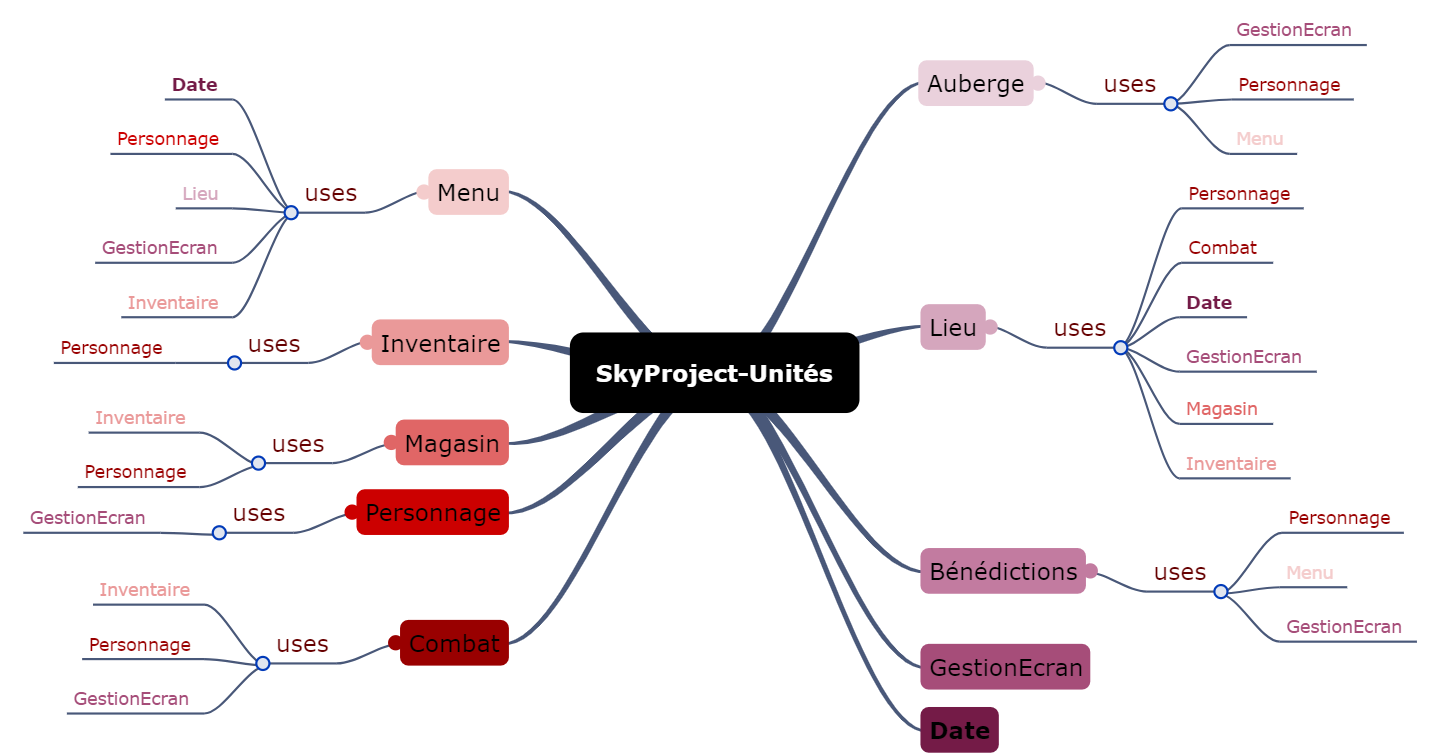 SkyProject-Unités
Menu
uses
Date
Personnage
Lieu
GestionEcran
Inventaire
Inventaire
uses
Personnage
Magasin
uses
Inventaire
Personnage
Personnage
uses
GestionEcran
Combat
uses
Inventaire
Personnage
GestionEcran
Auberge
uses
GestionEcran
Personnage
Menu
Lieu
uses
Personnage
Combat
Date
GestionEcran
Magasin
Inventaire
Bénédictions
uses
Personnage
Menu
GestionEcran
GestionEcran
Date